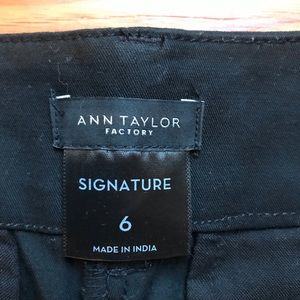 ANN TAYLOR
FACTORY
SIGNATURE
6
MADE IN INDIA